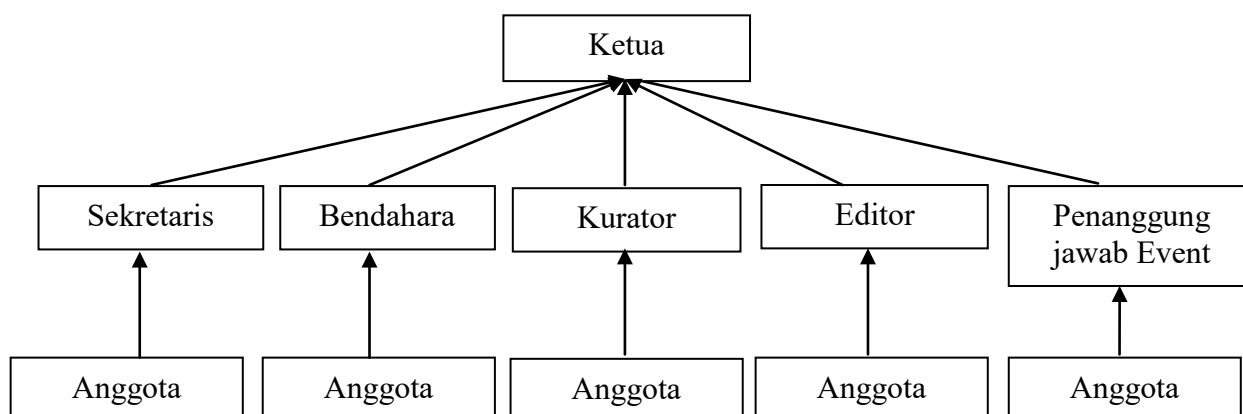 Ketua
Sekretaris
Bendahara
Kurator
Editor
Penanggung
jawab Event
Anggota
Anggota
Anggota
Anggota
Anggota